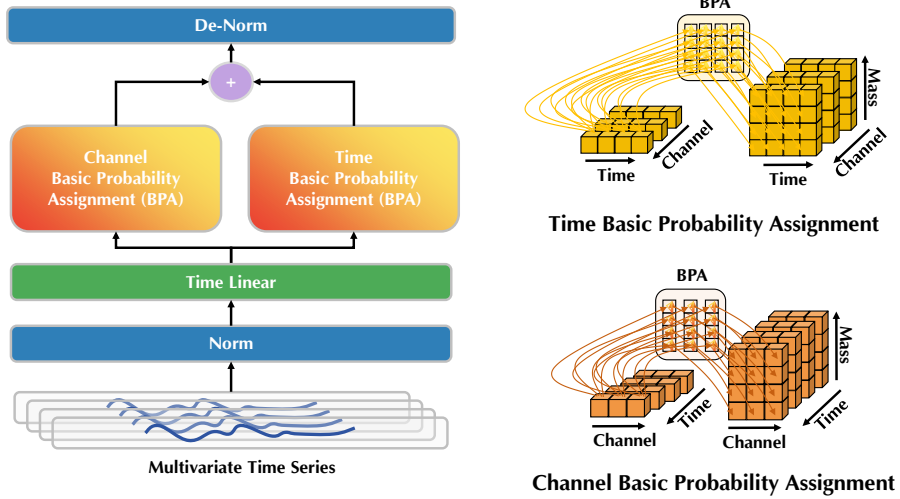 De-Norm
+
Channel
Basic Probability
Assignment (BPA)
Time
Basic Probability
Assignment (BPA)
Time Linear
Norm
Multivariate Time Series
BPA
Time
Channel
Time
Channel
Mass
Time Basic Probability Assignment
BPA
Channel
Time
Channel
Time
Mass
Channel Basic Probability Assignment